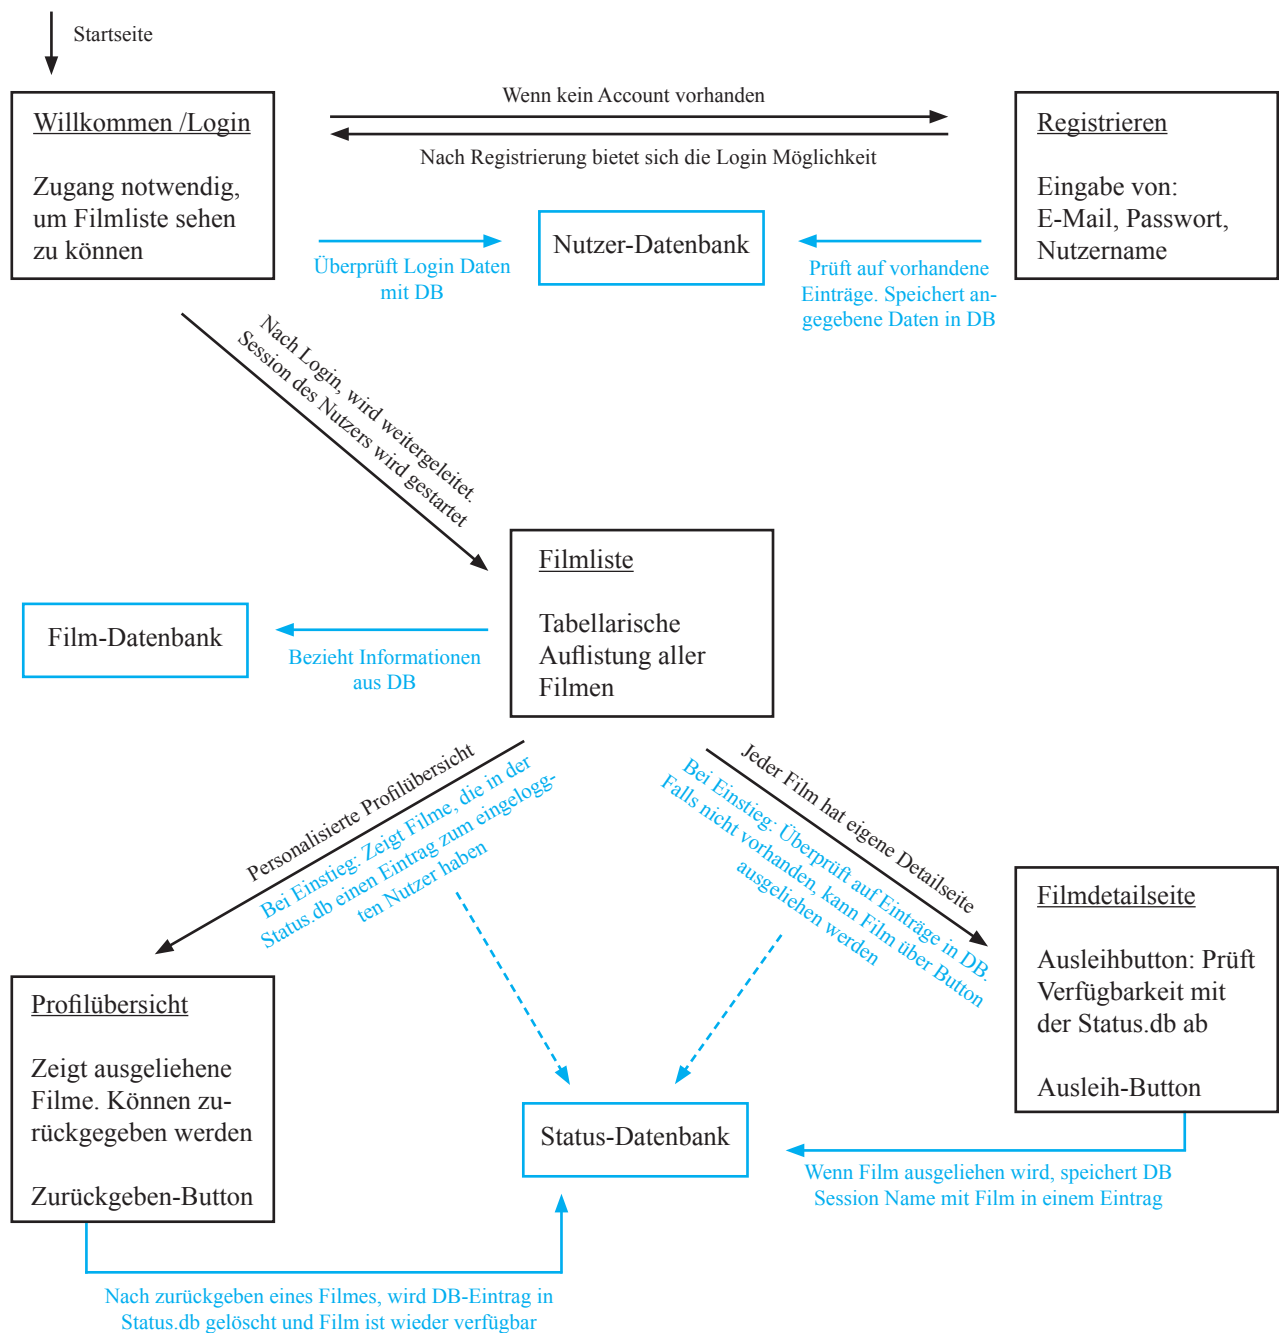 Startseite
Willkommen /Login
Zugang notwendig,
um Filmliste sehen
zu können
Wenn kein Account vorhanden
Nach Registrierung bietet sich die Login Möglichkeit
Registrieren
Eingabe von:
E-Mail, Passwort,
Nutzername
Überprüft Login Daten
mit DB
Nutzer-Datenbank
Prüft auf vorhandene
Einträge. Speichert an-
gegebene Daten in DB
Nach Login, wird weitergeleitet.
Session des Nutzers wird gestartet
Filmliste
Tabellarische
Auflistung aller
Filmen
Film-Datenbank
Bezieht Informationen
aus DB
Personalisierte Profilübersicht
Bei Einstieg: Zeigt Filme, die in der
Status.db einen Eintrag zum eingelogg-
ten Nutzer haben
Jeder Film hat eigene Detailseite
Bei Einstieg: Überprüft auf Einträge in DB.
Falls nicht vorhanden, kann Film über Button
ausgeliehen werden
Filmdetailseite
Ausleihbutton: Prüft
Verfügbarkeit mit
der Status.db ab
Ausleih-Button
Profilübersicht
Zeigt ausgeliehene
Filme. Können zu-
rückgegeben werden
Zurückgeben-Button
Status-Datenbank
Wenn Film ausgeliehen wird, speichert DB
Session Name mit Film in einem Eintrag
Nach zurückgeben eines Filmes, wird DB-Eintrag in
Status.db gelöscht und Film ist wieder verfügbar